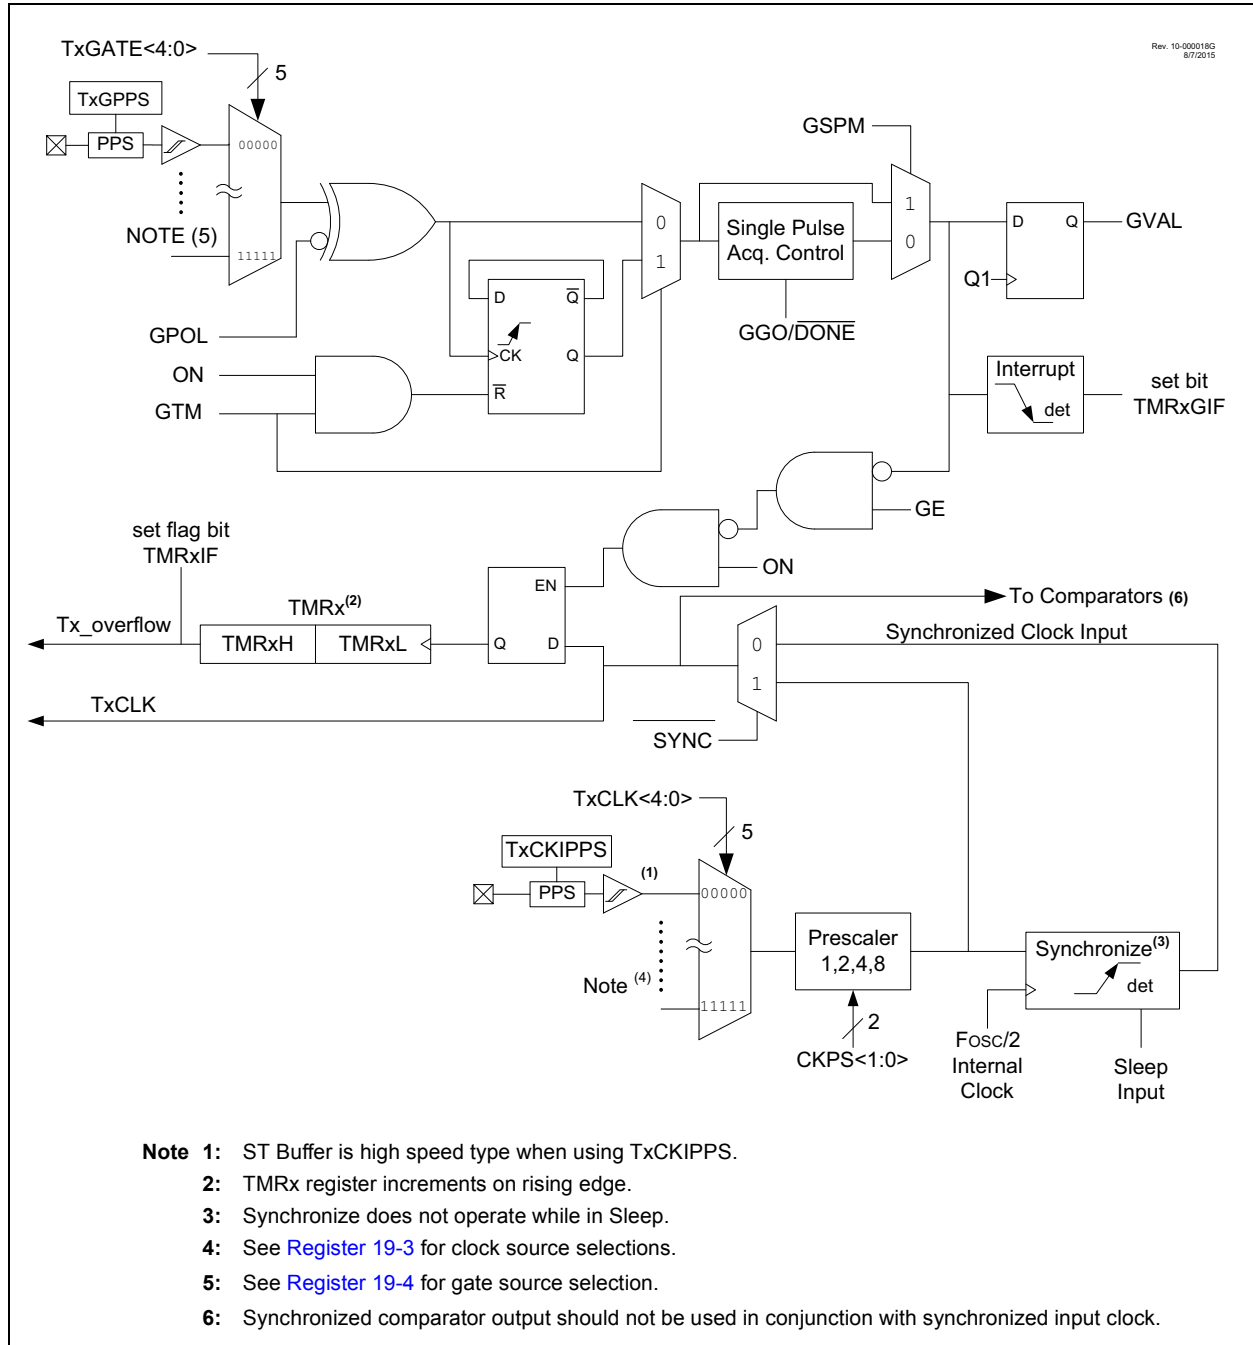 Rev. 10-000018G
8/7/2015
TxGATE<4:0>
5
TxGPPS
PPS
00000
NOTE (5)
11111
GPOL
ON
GTM
D
Q
CK
Q
R
0
1
Single Pulse
Acq. Control
GGO/DONE
GSPM
1
0
D
Q
Q1
GVAL
Interrupt
det
set bit
TMRxGIF
GE
ON
set flag bit
TMRxIF
Tx_overflow
TMRx(2)
TMRxH
TMRxL
EN
Q
D
TxCLK
To Comparators (6)
Synchronized Clock Input
0
1
SYNC
TxCLK<4:0>
5
TxCKIPPS
PPS
(1)
00000
Note (4)
11111
Prescaler
1,2,4,8
2
CKPS<1:0>
Synchronize(3)
det
FOSC/2
Internal
Clock
Sleep
Input
Note 1: ST Buffer is high speed type when using TxCKIPPS.
2: TMRx register increments on rising edge.
3: Synchronize does not operate while in Sleep.
4: See Register 19-3 for clock source selections.
5: See Register 19-4 for gate source selection.
6: Synchronized comparator output should not be used in conjunction with synchronized input clock.